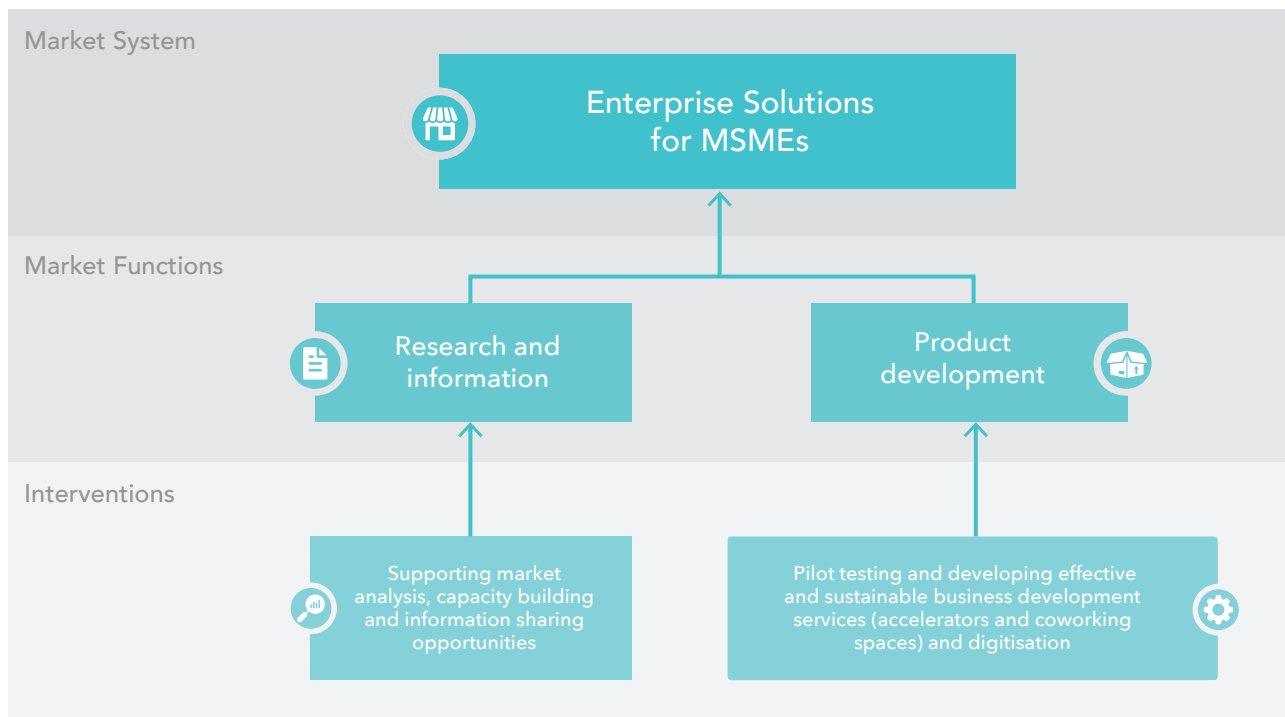 Market System
Enterprise Solutions
for MSMEs
Market Functions
Research and
information
Product
development
Interventions
Supporting market
analysis, capacity building
and information sharing
opportunities
Pilot testing and developing effective
and sustainable business development
services (accelerators and coworking
spaces) and digitisation